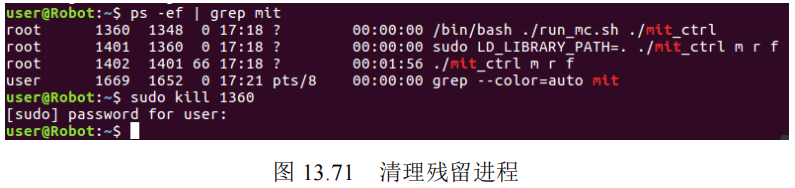 user@Robot:~$ ps -ef | grep mit
root      1360  1348  0 17:18 ?        00:00:00 /bin/bash ./run_mc.sh ./mit_ctrl
root      1401  1360  0 17:18 ?        00:00:00 sudo LD_LIBRARY_PATH=. ./mit_ctrl m r f
root      1402  1401 66 17:18 ?        00:01:56 ./mit_ctrl m r f
user      1669  1652  0 17:21 pts/8    00:00:00 grep --color=auto mit
user@Robot:~$ sudo kill 1360
[sudo] password for user:
user@Robot:~$
图 13.71 清理残留进程